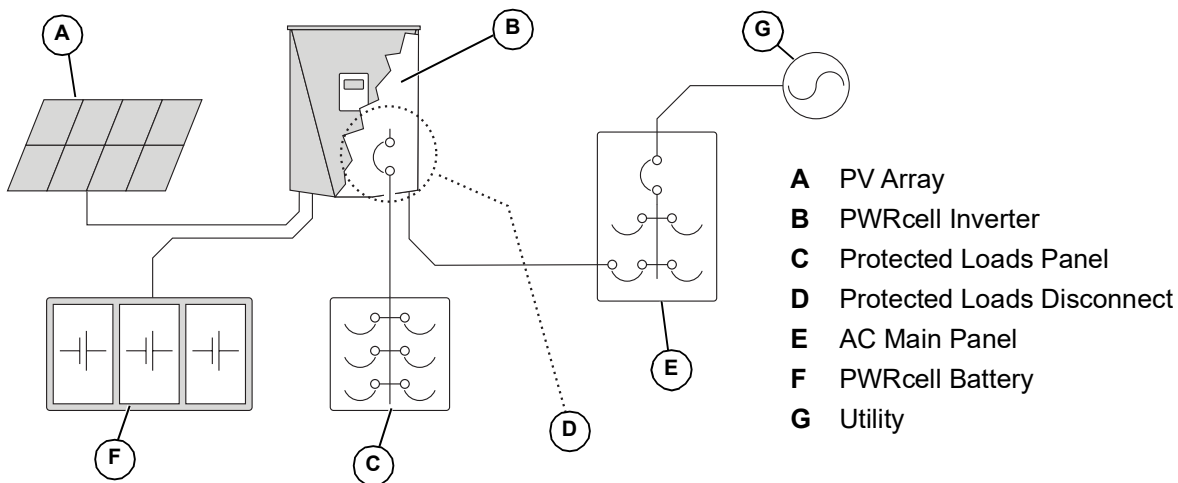 A
B
G
A PV Array
B PWRcell Inverter
C Protected Loads Panel
D Protected Loads Disconnect
E AC Main Panel
F PWRcell Battery
G Utility
E
D
F
C